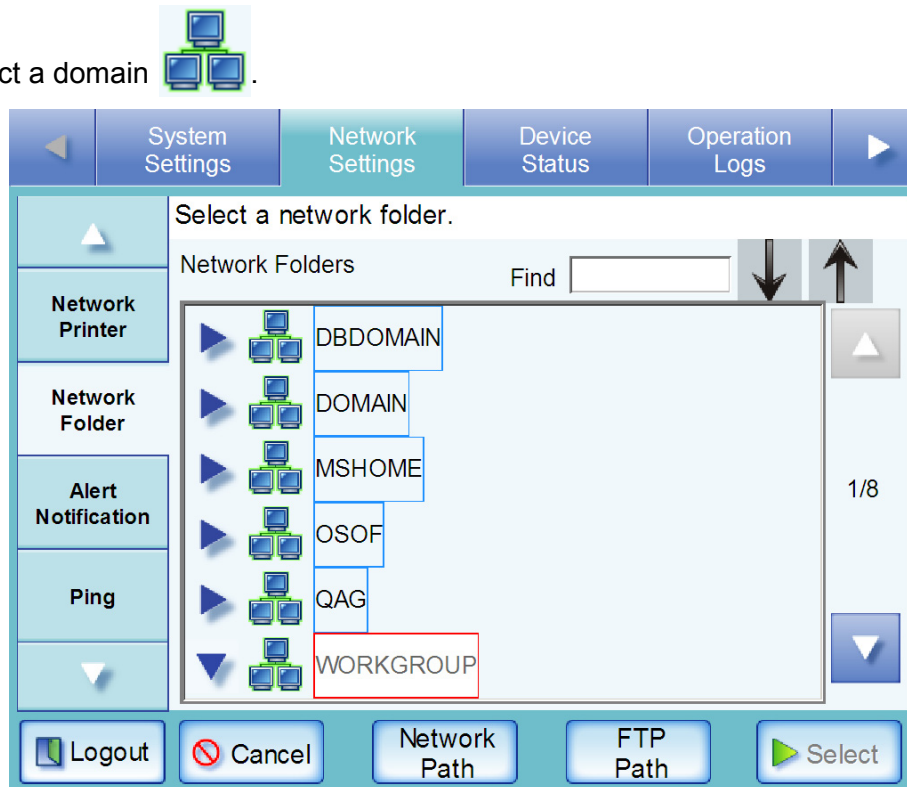 ct a domain .
System
Settings
Network
Settings
Device
Status
Operation
Logs
Select a network folder.
Network Folders
Find
Network
Printer
Network
Folder
Alert
Notification
Ping
DBDOMAIN
DOMAIN
MSHOME
OSOF
QAG
WORKGROUP
1/8
Logout
Cancel
Network
Path
FTP
Path
Select